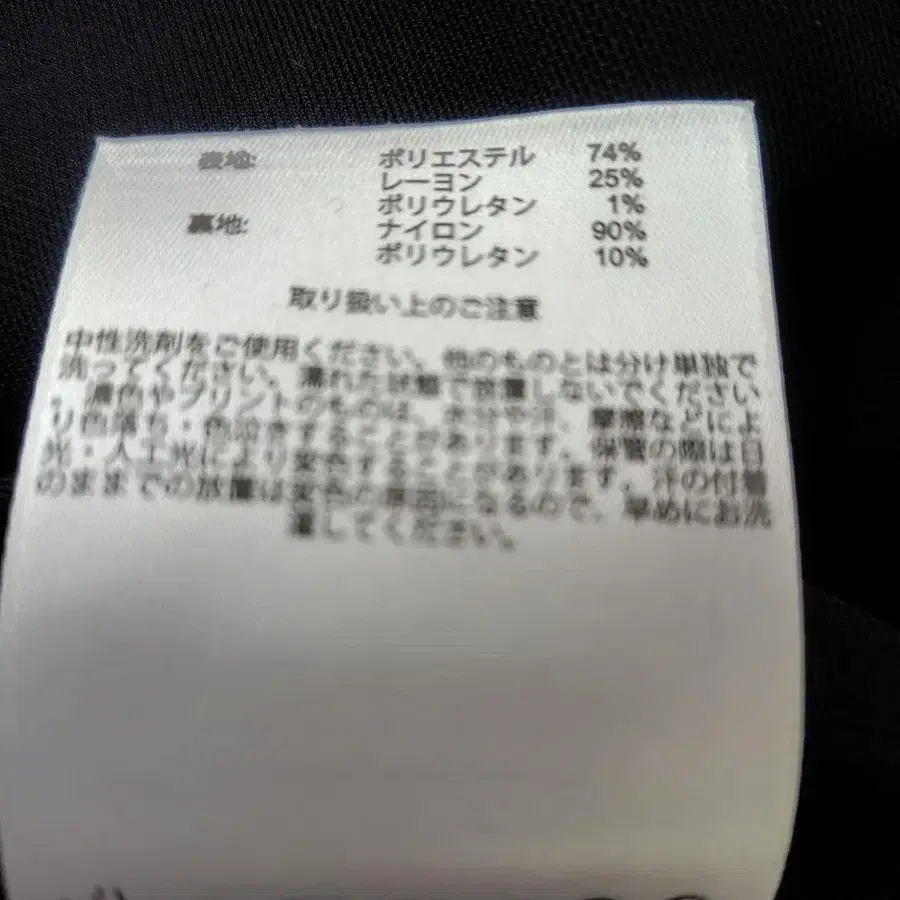 表地: ポリエステル 74%
レーヨン 25%
ポリウレタン 1%
裏地: ナイロン 90%
ポリウレタン 10%
取り扱い上のご注意
中性洗剤をご使用ください。他のものとは分け単独で
洗ってください。濡れた状態で放置しないでください
。濃色やプリントのものは、水分や汗、摩擦などによ
り色落ち・色泣きすることがあります。保管の際は日
光・人工光により変色することがあります。汗の付着
のままでの放置は変色の原因になるので、早めにお洗
濯してください。